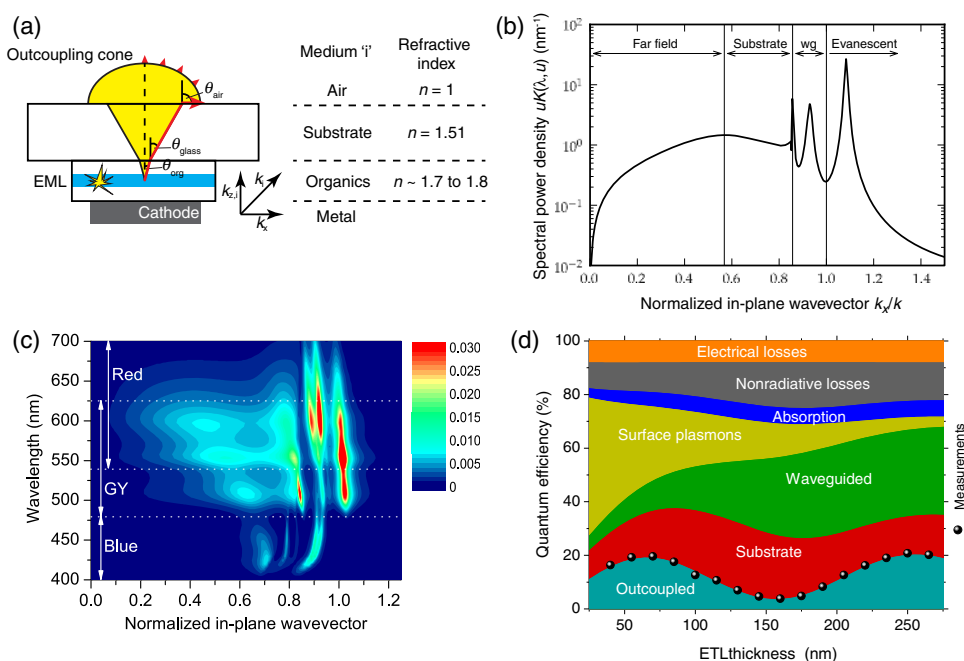 (a)
Outcoupling cone
θair
θglass
θorg
EML
Cathode
kz,i
ki
kx
Medium 'i'
Refractive index
Air
n = 1
Substrate
n = 1.51
Organics
n ~ 1.7 to 1.8
Metal
(b)
Spectral power density uK(λ,u) (nm⁻¹)
10²
10¹
10⁰
10⁻¹
10⁻²
Far field
Substrate
wg
Evanescent
0.0
0.2
0.4
0.6
0.8
1.0
1.2
1.4
Normalized in-plane wavevector kx/k
(c)
Wavelength (nm)
700
650
600
550
500
450
400
Red
GY
Blue
0.0
0.2
0.4
0.6
0.8
1.0
1.2
Normalized in-plane wavevector
0.030
0.025
0.020
0.015
0.010
0.005
0
(d)
Quantum efficiency (%)
100
80
60
40
20
0
Electrical losses
Nonradiative losses
Absorption
Surface plasmons
Waveguided
Substrate
Outcoupled
Measurements
50
100
150
200
250
ETLthickness (nm)